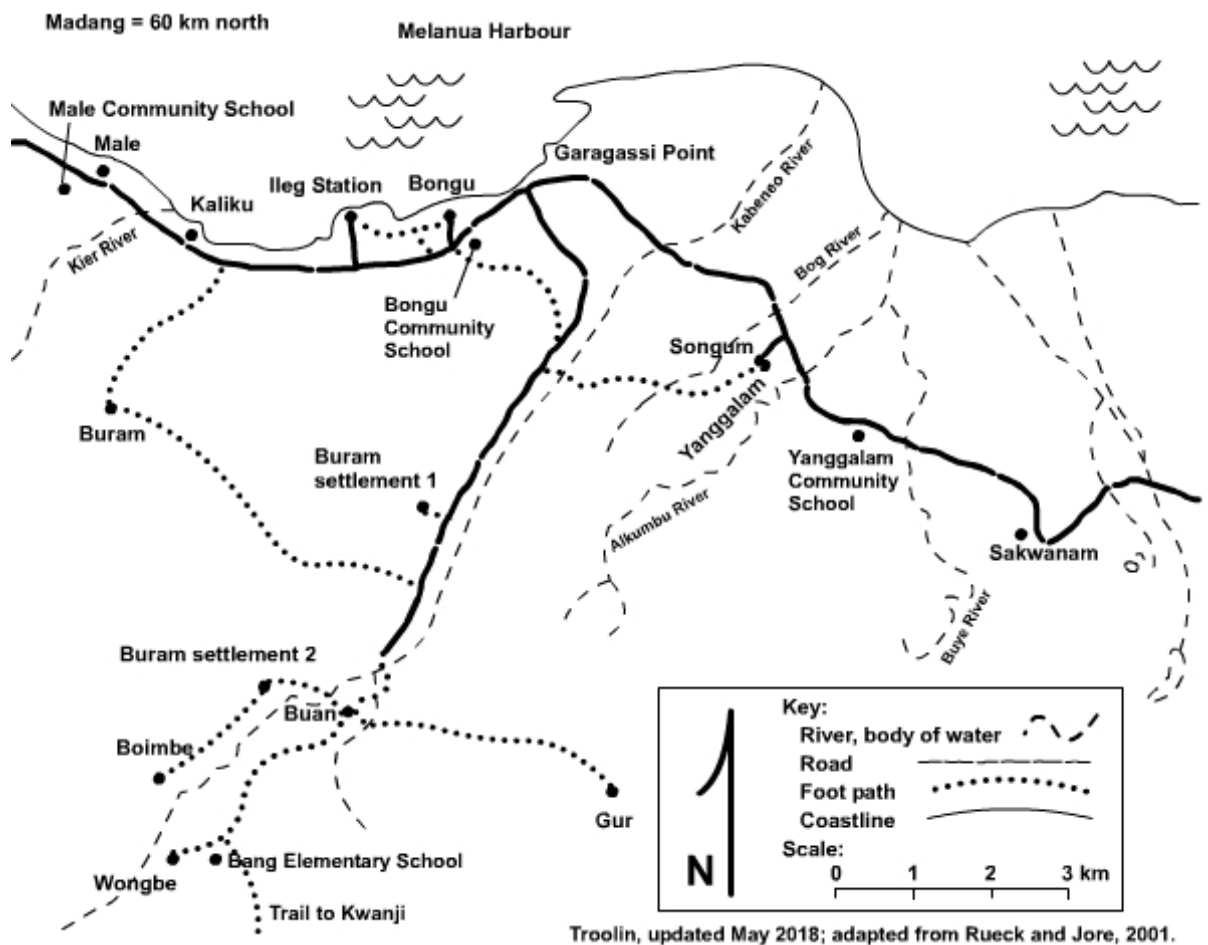 Madang = 60 km north
Melanua Harbour
Male Community School
Male
Garagassi Point
Ileg Station
Bongu
Kaliku
Kier River
Kabeneo River
Bog River
Bongu
Community
School
Songum
Yanggalam
Buram
Buram
settlement 1
Yanggalam
Community
School
Alkumbu River
Sakwanam
Buye River
Buram settlement 2
Buan
Boimbe
Gur
Bang Elementary School
Wongbe
Trail to Kwanji
Key:
River, body of water
Road
Foot path
Coastline
Scale:
0 1 2 3 km
N
Troolin, updated May 2018; adapted from Rueck and Jore, 2001.